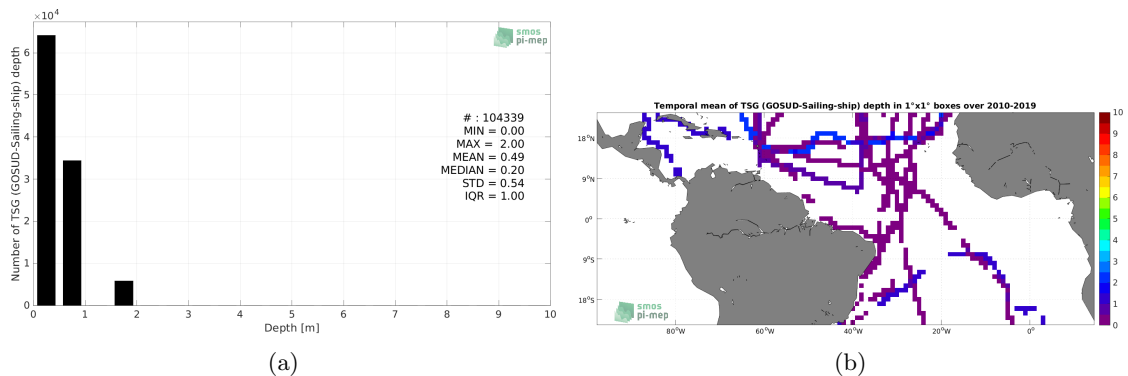 ×10⁴
smos
pi-mep
Number of TSG (GOSUD-Sailing-ship) depth
6
5
4
3
2
1
0
# : 104339
MIN = 0.00
MAX = 2.00
MEAN = 0.49
MEDIAN = 0.20
STD = 0.54
IQR = 1.00
0 1 2 3 4 5 6 7 8 9 10
Depth [m]
(a)
Temporal mean of TSG (GOSUD-Sailing-ship) depth in 1°x1° boxes over 2010-2019
18°N
9°N
0°
9°S
18°S
80°W 60°W 40°W 20°W 0°
smos
pi-mep
10
9
8
7
6
5
4
3
2
1
0
(b)